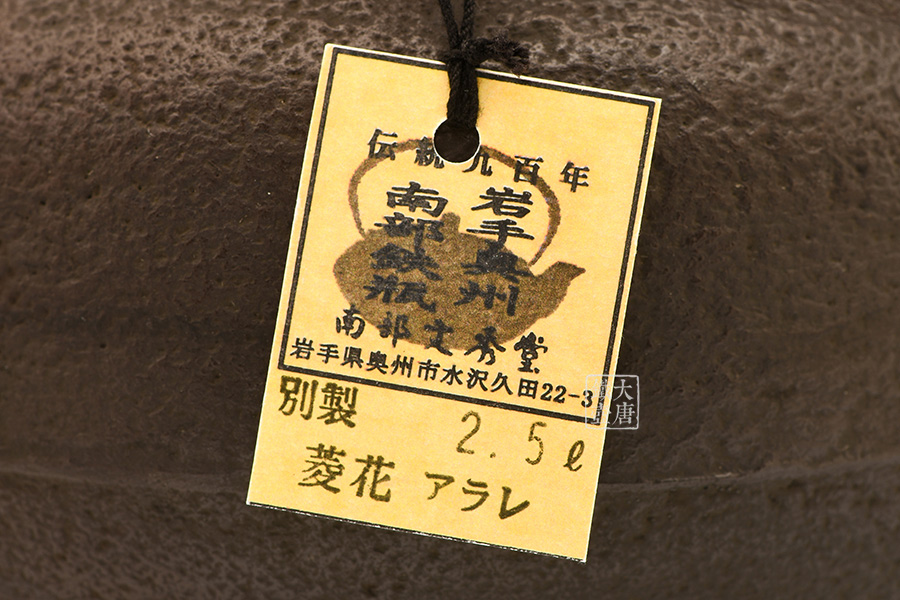 伝統九百年
岩手奥州
南部鉄瓶
南部文秀堂
岩手県奥州市水沢久田22-3
別製 2.5ℓ
菱花 アラレ
大唐